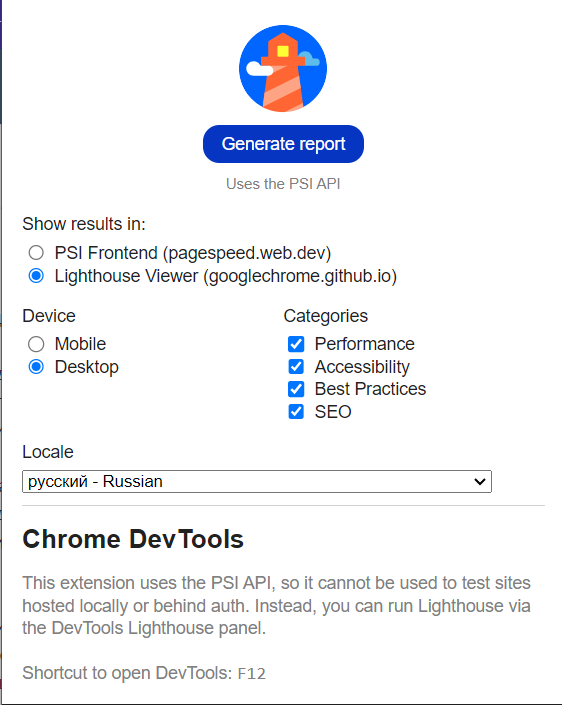 Generate report
Uses the PSI API
Show results in:
PSI Frontend (pagespeed.web.dev)
Lighthouse Viewer (googlechrome.github.io)
Device
Mobile
Desktop
Categories
Performance
Accessibility
Best Practices
SEO
Locale
русский - Russian
Chrome DevTools
This extension uses the PSI API, so it cannot be used to test sites
hosted locally or behind auth. Instead, you can run Lighthouse via
the DevTools Lighthouse panel.
Shortcut to open DevTools: F12